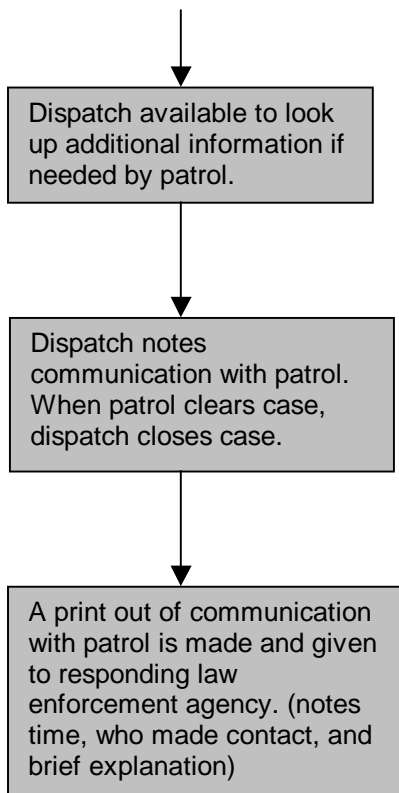 Dispatch available to look
up additional information if
needed by patrol.
Dispatch notes
communication with patrol.
When patrol clears case,
dispatch closes case.
A print out of communication
with patrol is made and given
to responding law
enforcement agency. (notes
time, who made contact, and
brief explanation)